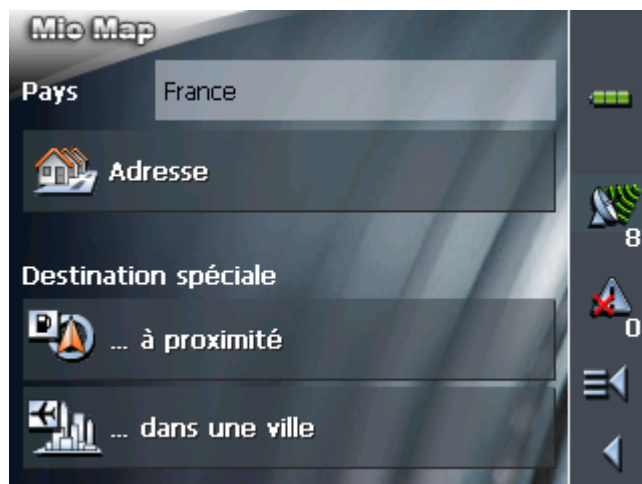 Mio Map
Pays
France
Adresse
8
Destination spéciale
0
P
... à proximité
... dans une ville